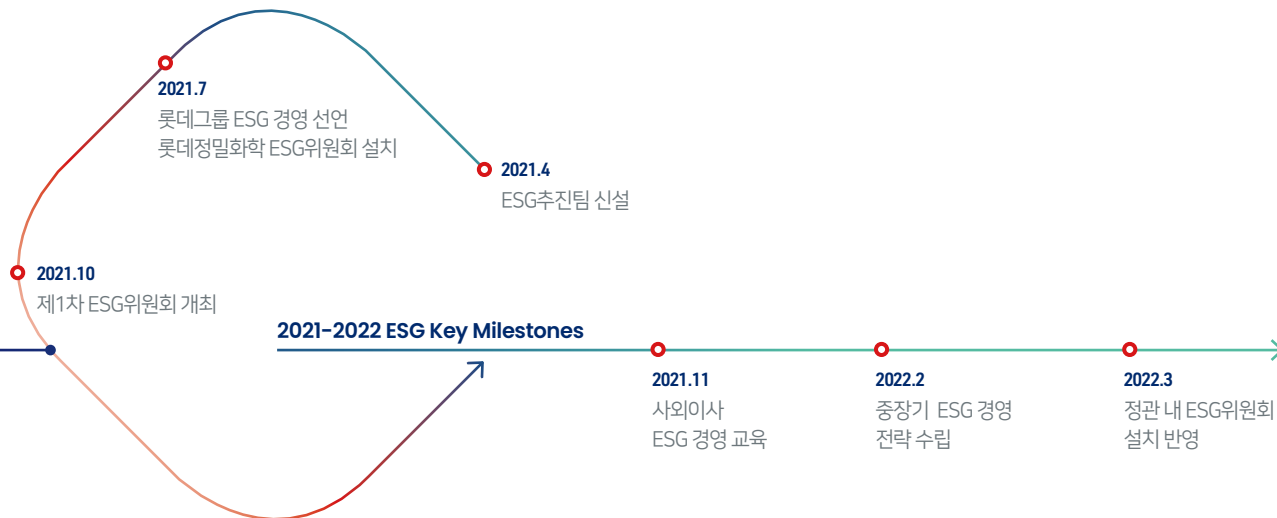 2021.7
롯데그룹 ESG 경영 선언
롯데정밀화학 ESG위원회 설치
2021.4
ESG추진팀 신설
2021.10
제1차 ESG위원회 개최
2021-2022 ESG Key Milestones
2021.11
사외이사
ESG 경영 교육
2022.2
중장기 ESG 경영
전략 수립
2022.3
정관 내 ESG위원회
설치 반영